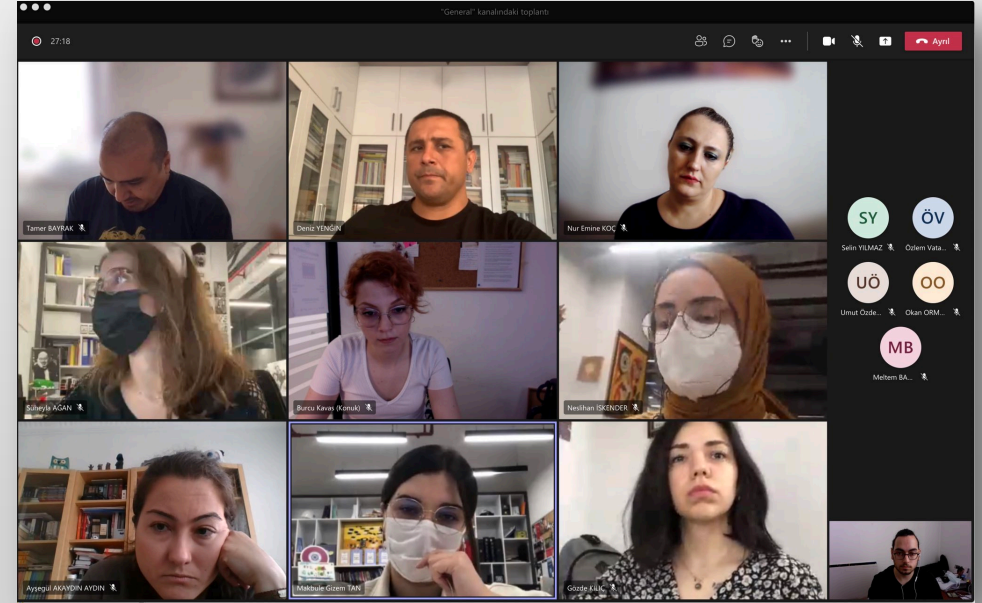 "General" kanalındaki toplantı
27:18
Ayrıl
Tamer BAYRAK
Deniz YENGİN
Nur Emine KOÇ
SY
ÖV
Selin YILMAZ
Özlem Vata...
UÖ
OO
Umut Özde...
Okan ORM...
MB
Meltem BA...
Süheyla AĞAN
Burcu Kavas (Konuk)
Neslihan İSKENDER
Ayşegül AKAYDIN AYDIN
Makbule Gizem TAN
Gözde KILIÇ